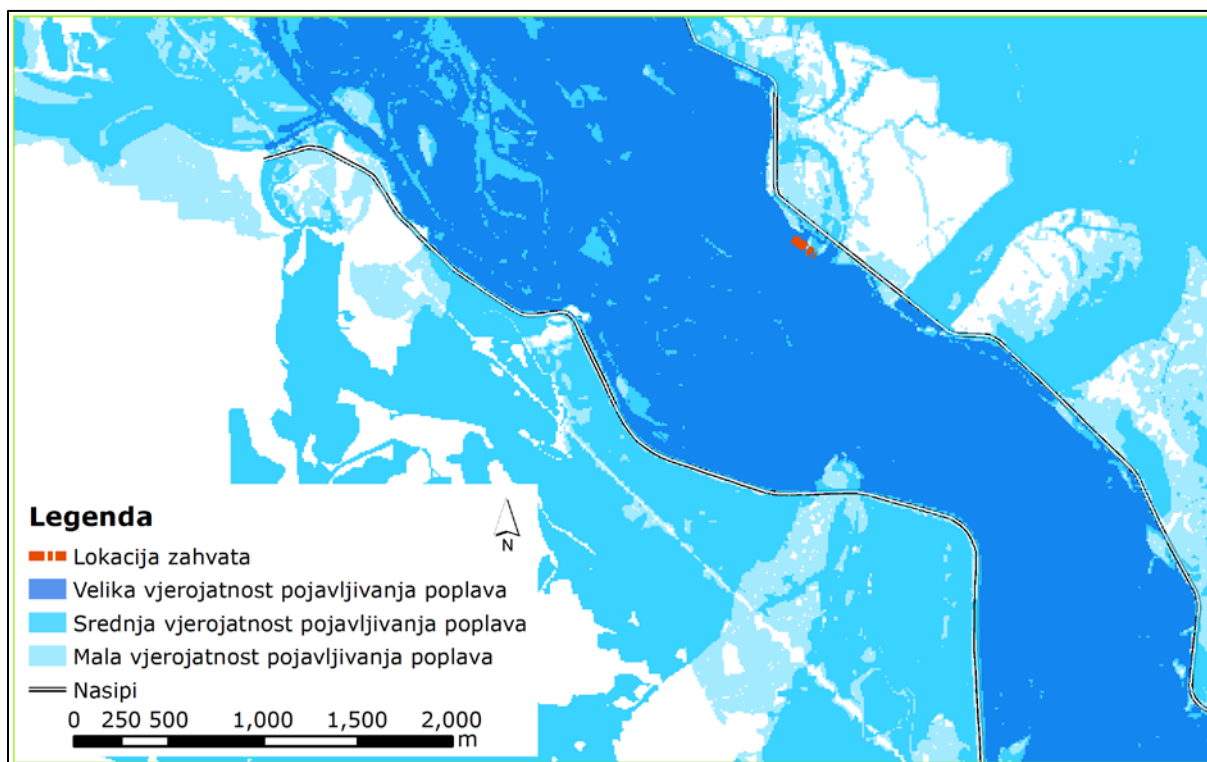 Legenda
N
Lokacija zahvata
Velika vjerojatnost pojavljivanja poplava
Srednja vjerojatnost pojavljivanja poplava
Mala vjerojatnost pojavljivanja poplava
Nasipi
0 250 500 1,000 1,500 2,000
m